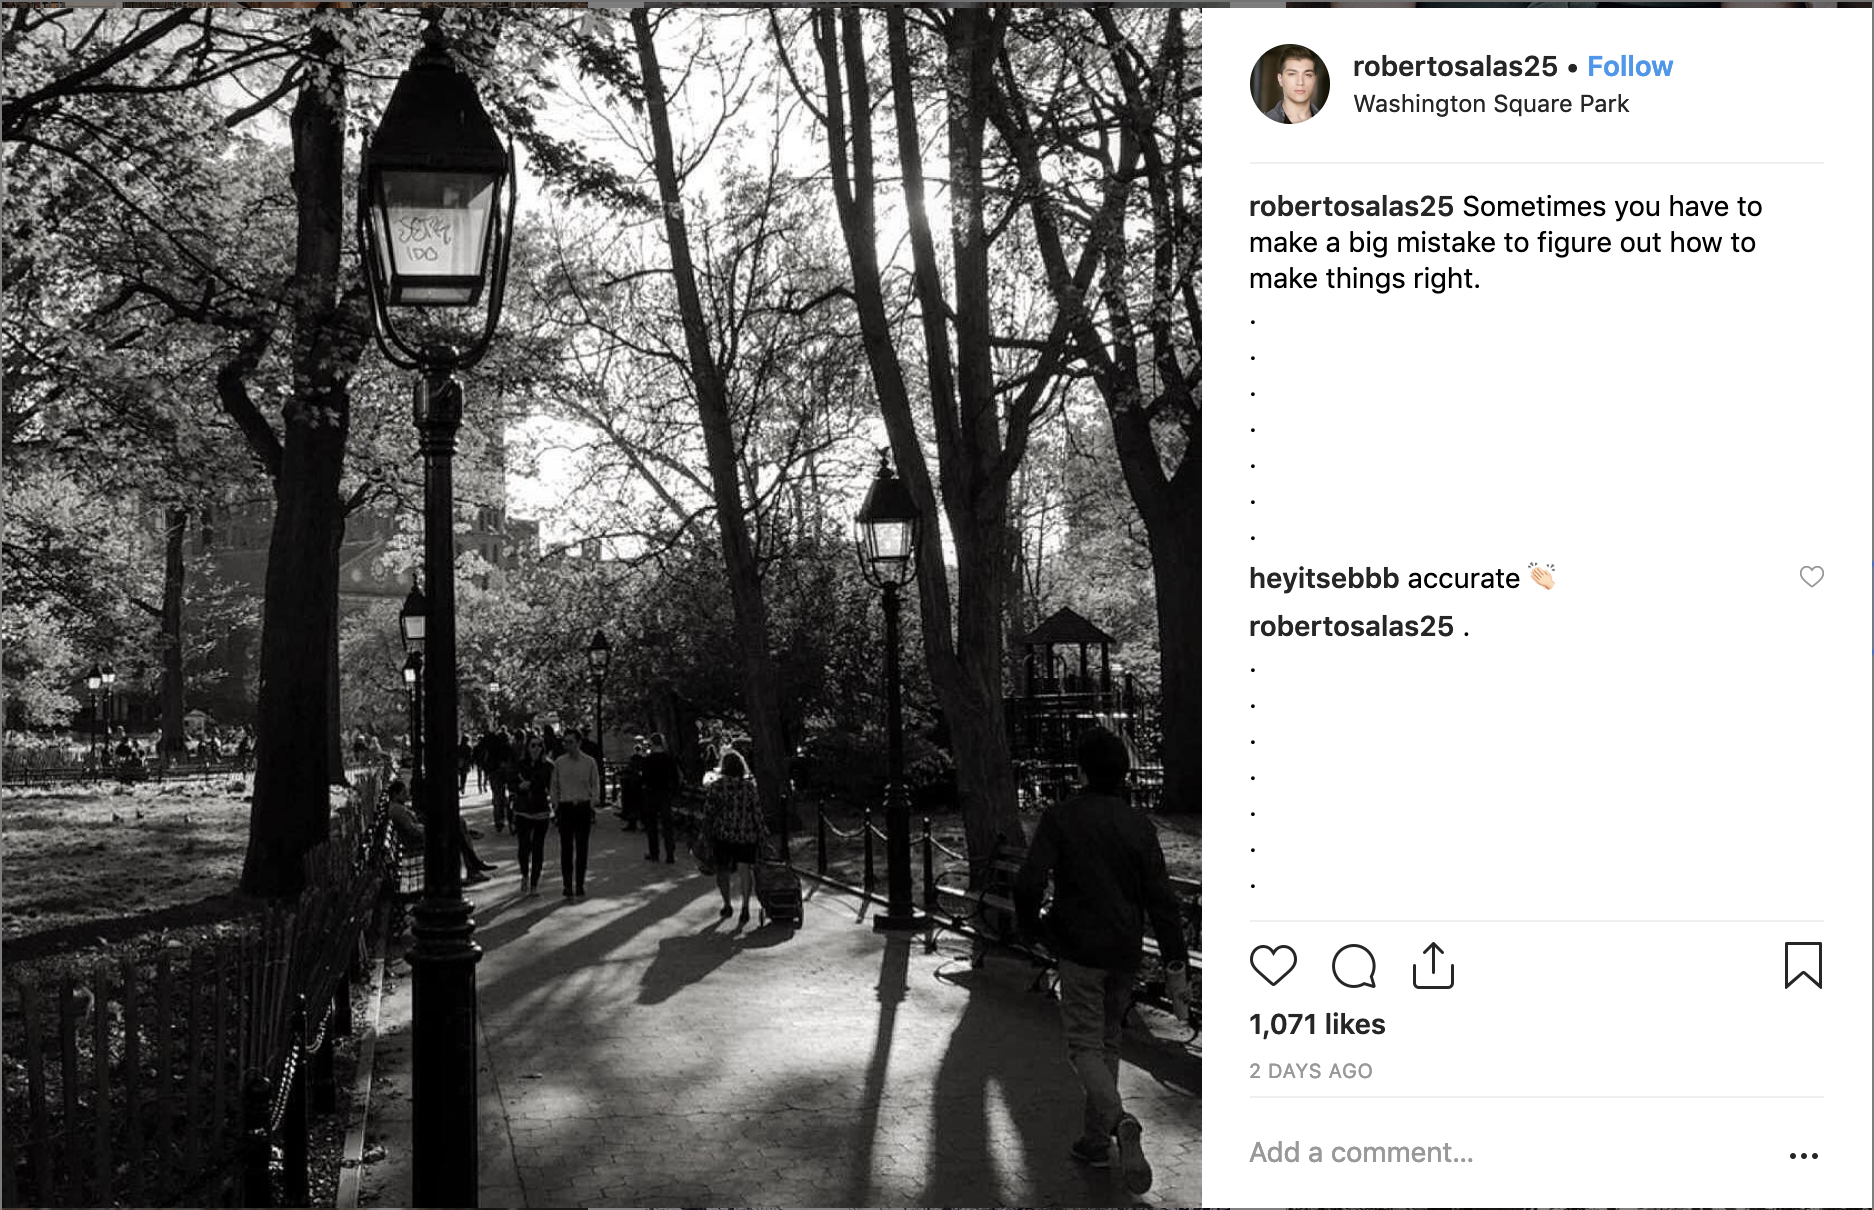 robertosalas25 • Follow
Washington Square Park
robertosalas25 Sometimes you have to
make a big mistake to figure out how to
make things right.
.
.
.
.
.
.
.
heyitsebbb accurate 👏🏻
robertosalas25 .
.
.
.
.
.
.
.
1,071 likes
2 DAYS AGO
Add a comment...